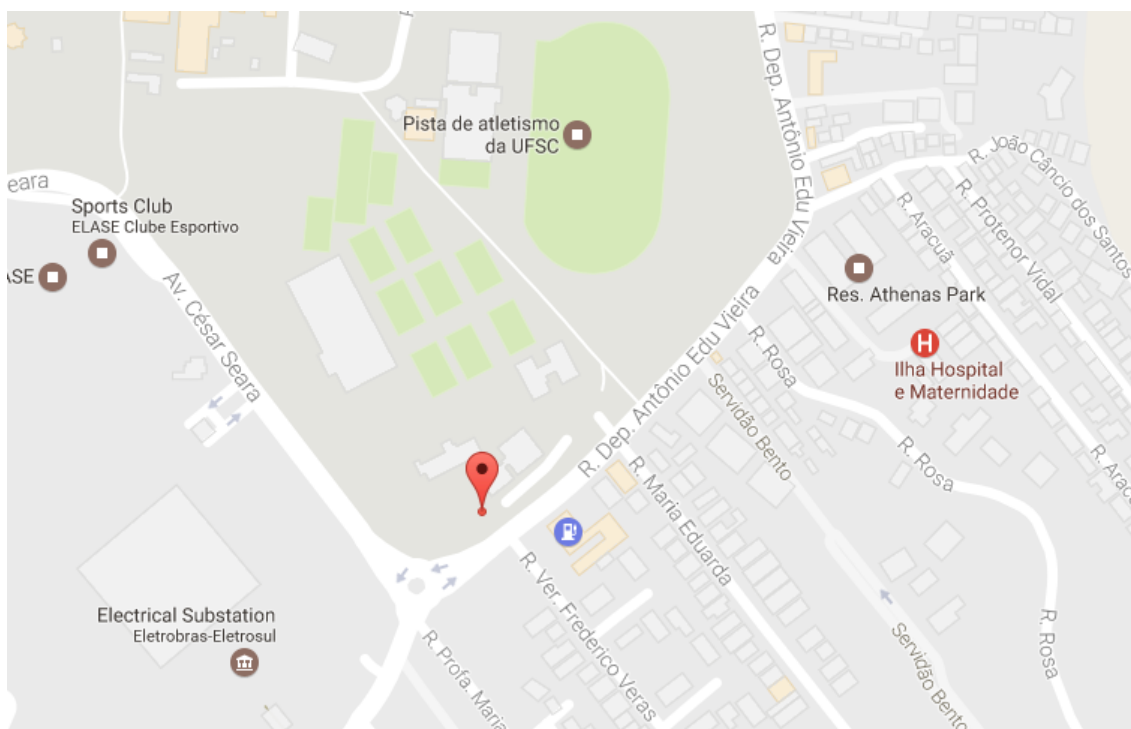 R. Dep. Antônio Edu Vieira
Pista de atletismo
da UFSC
R. João Câncio dos Santos
eara
Sports Club
ELASE Clube Esportivo
ASE
R. Aracuã
R. Protenor Vidal
Av. César Seara
Res. Athenas Park
R. Dep. Antônio Edu Vieira
R. Rosa
H
Ilha Hospital
e Maternidade
Servidão Bento
R. Rosa
R. Aracu
R. Maria Eduarda
R. Ver. Frederico Veras
Electrical Substation
Eletrobras-Eletrosul
R. Profa. Maria
Servidão Bento
R. Rosa